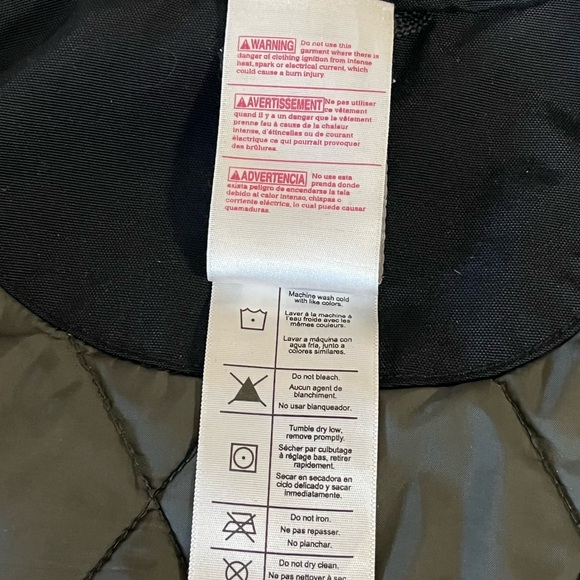 WARNING Do not use this
garment where there is
danger of clothing ignition from intense
heat, spark or electrical current, which
could cause a burn injury.
AVERTISSEMENT Ne pas utiliser
ce vêtement
quand il y a un danger que le vêtement
prenne feu à cause de la chaleur
intense, d'étincelles ou de courant
électrique ce qui pourrait provoquer
des brûlures.
ADVERTENCIA No use esta
prenda donde
exista peligro de encenderse la tela
debido al calor intenso, chispas o
corriente eléctrica, lo cual puede causar
quemaduras.
Machine wash cold
with like colors.
Laver à la machine à
l'eau froide avec les
mêmes couleurs.
Lavar a máquina con
agua fría, junto a
colores similares.
Do not bleach.
Aucun agent de
blanchiment.
No usar blanqueador.
Tumble dry low,
remove promptly.
Sécher par culbutage
à réglage bas, retirer
rapidement.
Secar en secadora en
ciclo delicado y sacar
inmediatamente.
Do not iron.
Ne pas repasser.
No planchar.
Do not dry clean.
Ne pas nettoyer à sec